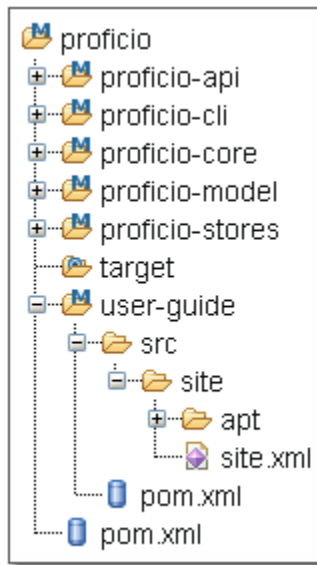 proficio
proficio-api
proficio-cli
proficio-core
proficio-model
proficio-stores
target
user-guide
src
site
apt
site.xml
pom.xml
pom.xml